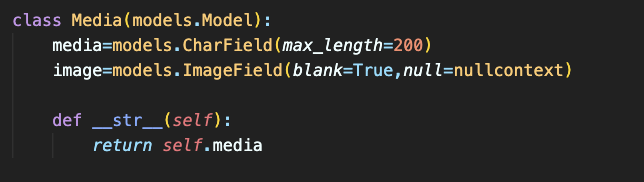 class Media(models.Model):
    media=models.CharField(max_length=200)
    image=models.ImageField(blank=True,null=nullcontext)
    def __str__(self):
        return self.media